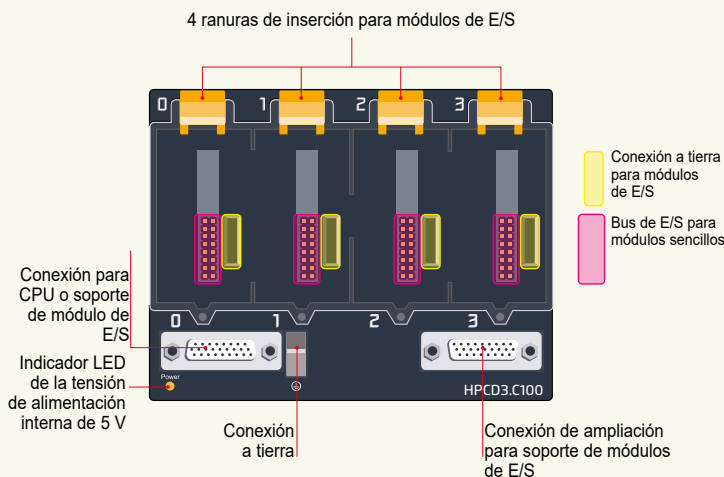 4 ranuras de inserción para módulos de E/S
0 1 2 3
Conexión a tierra
para módulos
de E/S
Bus de E/S para
módulos sencillos
Conexión para
CPU o soporte
de módulo de
E/S
0 1 2 3
Indicador LED
de la tensión
de alimentación
interna de 5 V
Power
HPCD3.C100
Conexión
a tierra
Conexión de ampliación
para soporte de módulos
de E/S